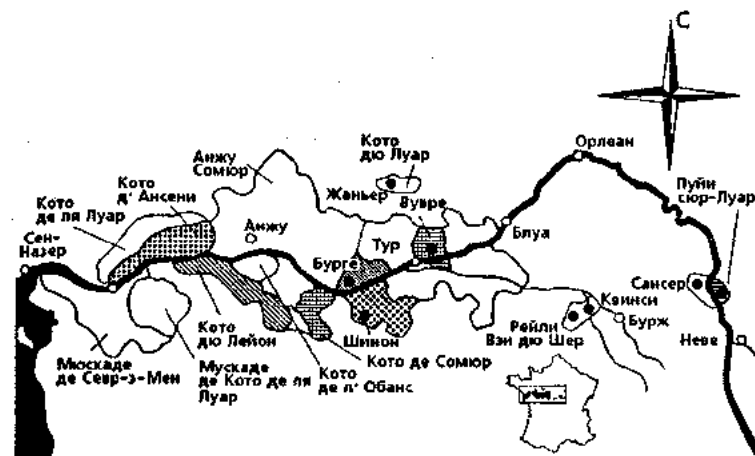 С
Орлеан
Кото
дю Луар
Анжу
Сомюр
Пуйи
сюр-Луар
Кото
д' Ансени
Жаньер
Вувре
Кото
де ля Луар
Анжу
Тур
Блуа
Сен-
Назер
Бурге
Сансер
Квинси
Шинон
Рейли
Бурж
Кото
дю Лейон
Вэи дю Шер
Неве
Кото де Сомюр
Мюскаде
де Севр-э-Мен
Мускаде
де Кото де ля
Луар
Кото
де л' Обанс